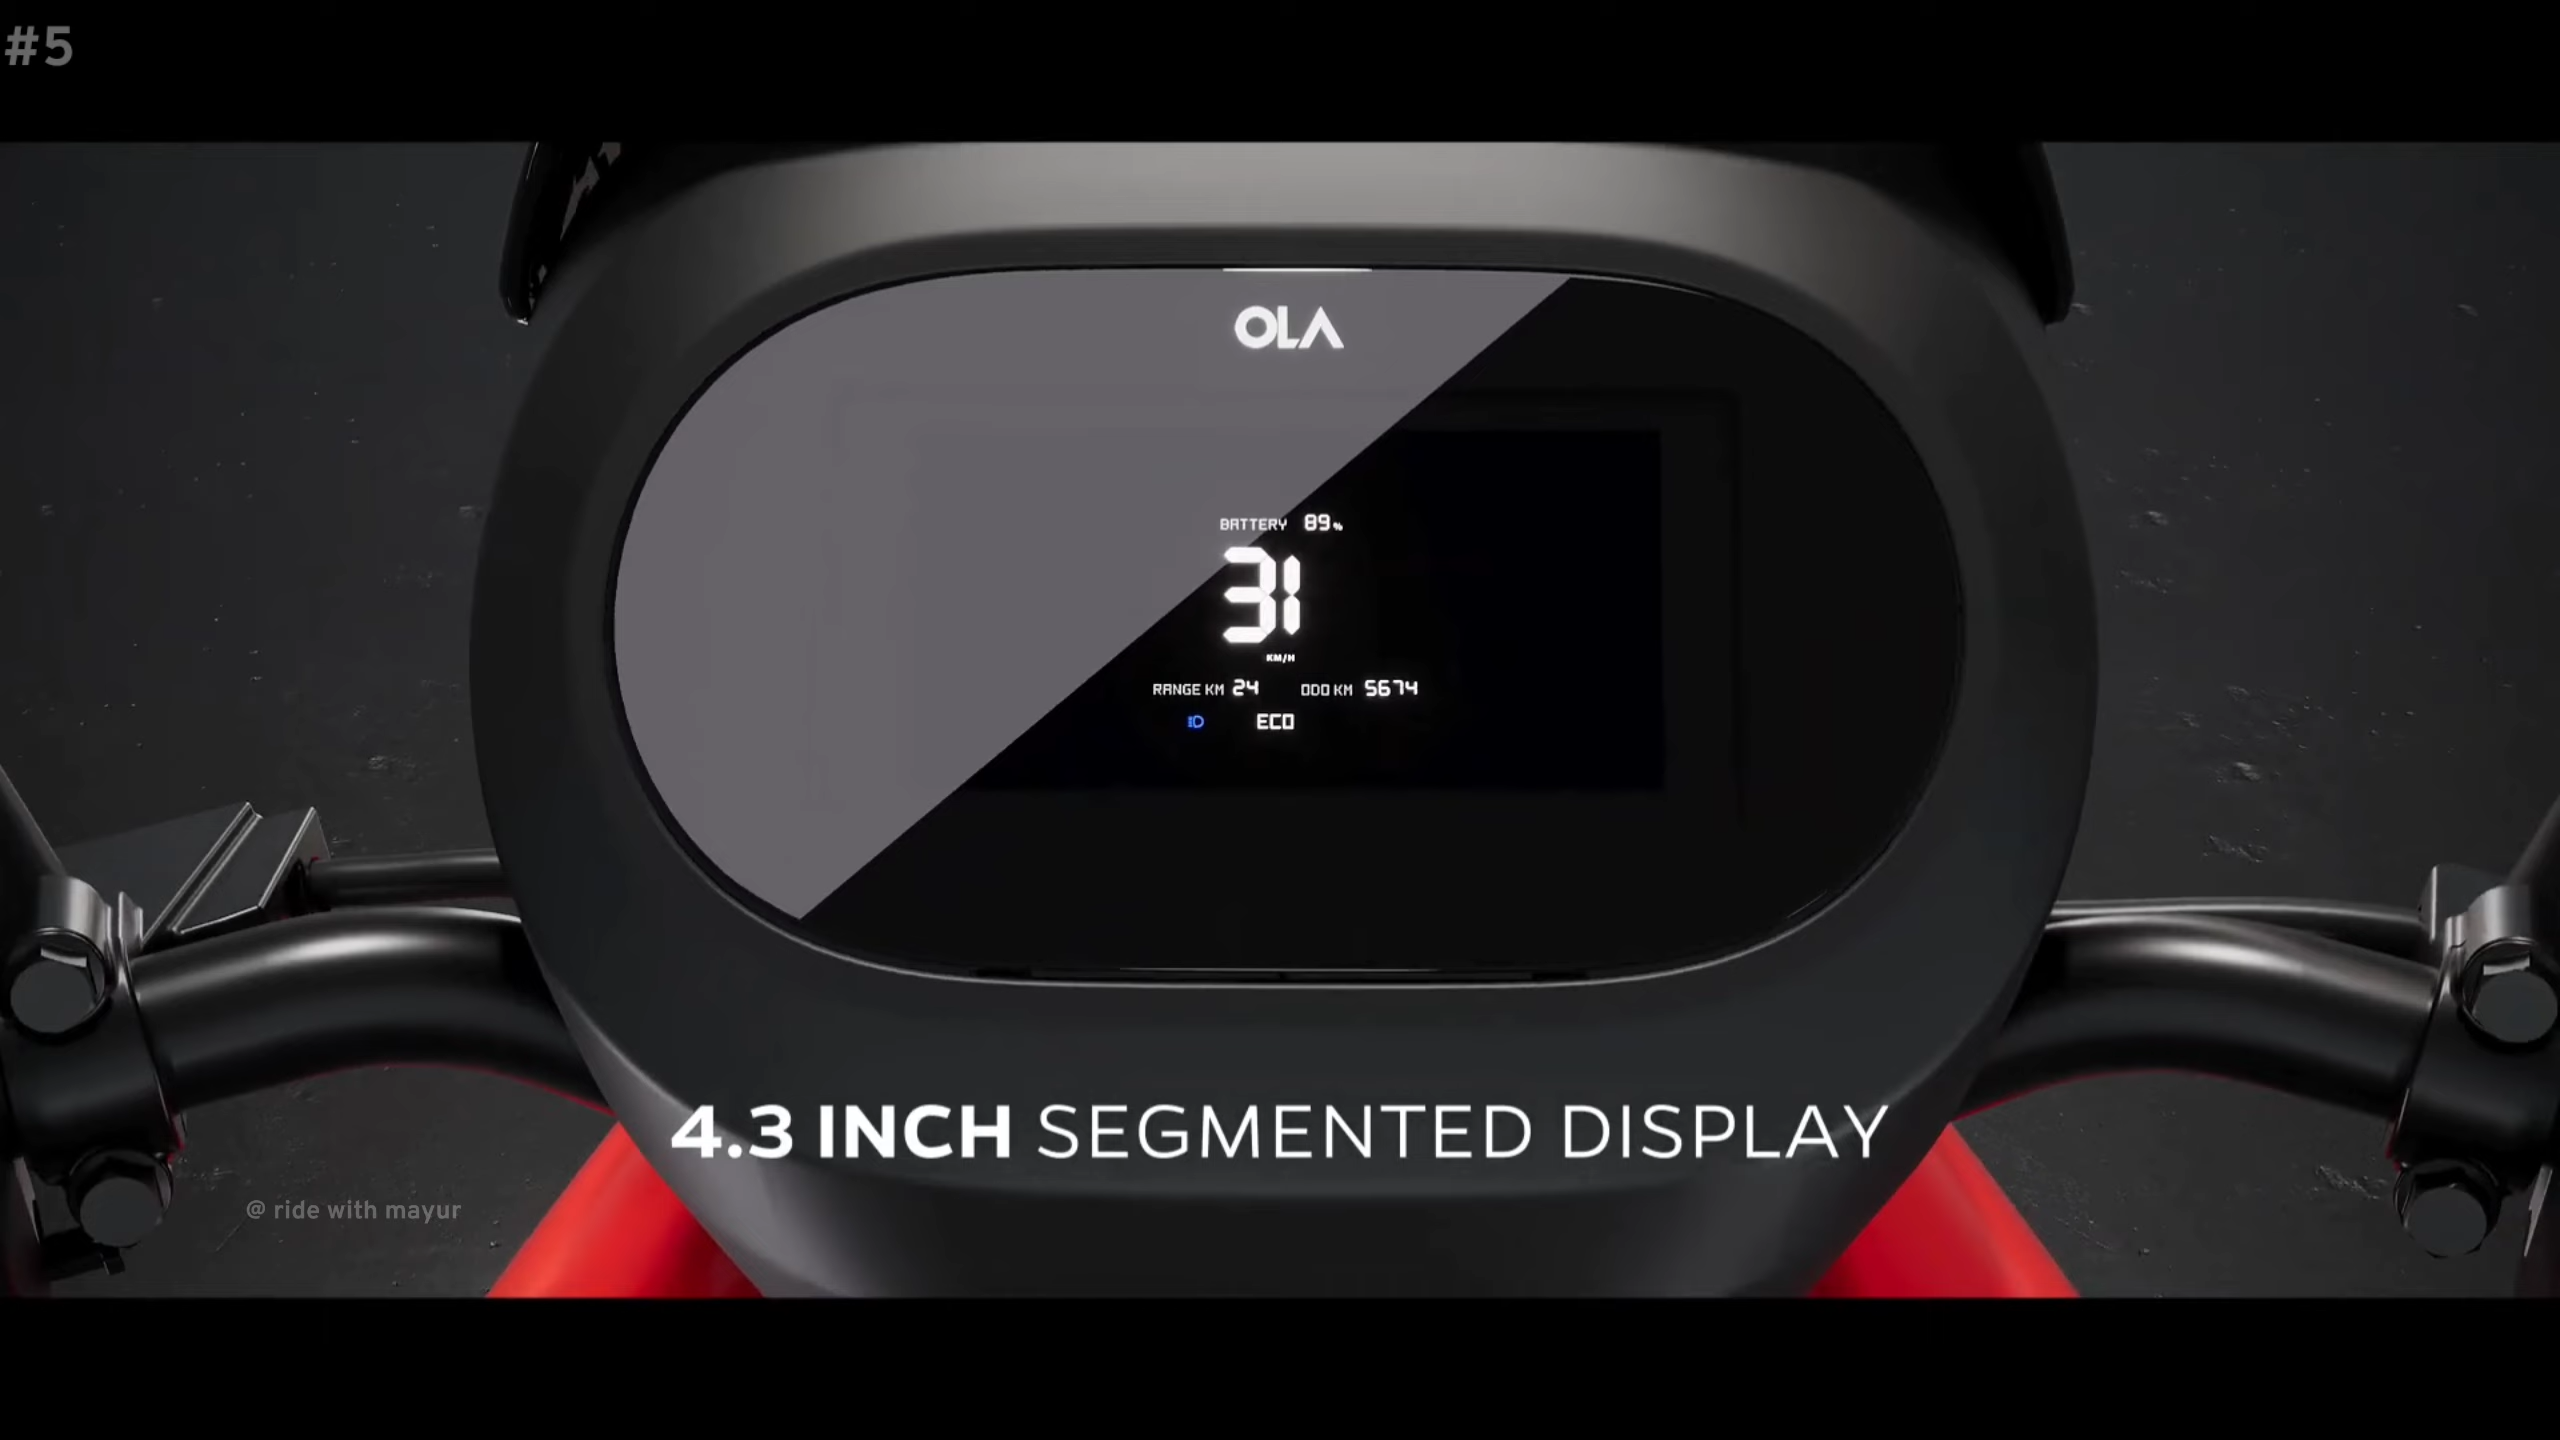 #5
OLA
BATTERY 89%
31
KM/H
RANGE KM 24 ODO KM 5674
ECO
4.3 INCH SEGMENTED DISPLAY
@ ride with mayur